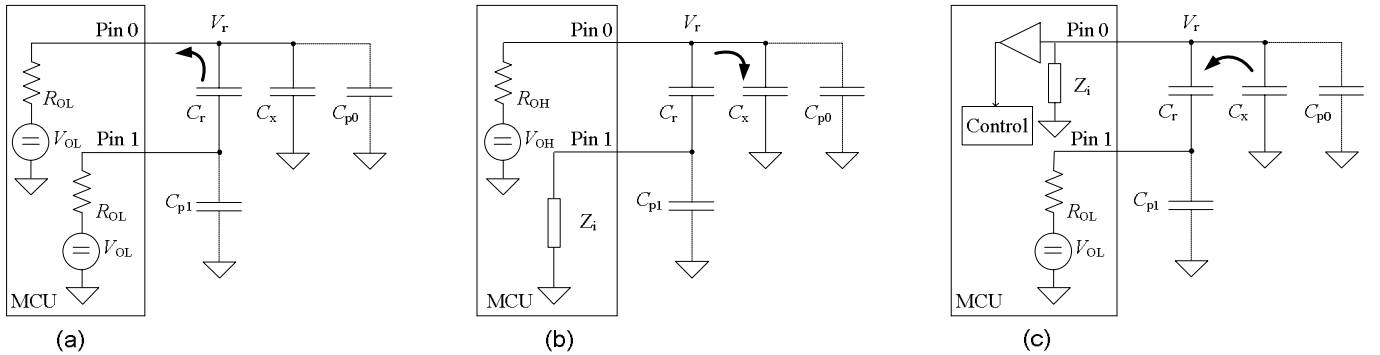 Pin 0
V_r
R_OL
V_OL
Pin 1
R_OL
V_OL
C_r
C_x
C_p0
C_p1
MCU
(a)
Pin 0
V_r
R_OH
V_OH
Pin 1
Z_i
C_r
C_x
C_p0
C_p1
MCU
(b)
Pin 0
V_r
Z_i
Control
Pin 1
R_OL
V_OL
C_r
C_x
C_p0
C_p1
MCU
(c)